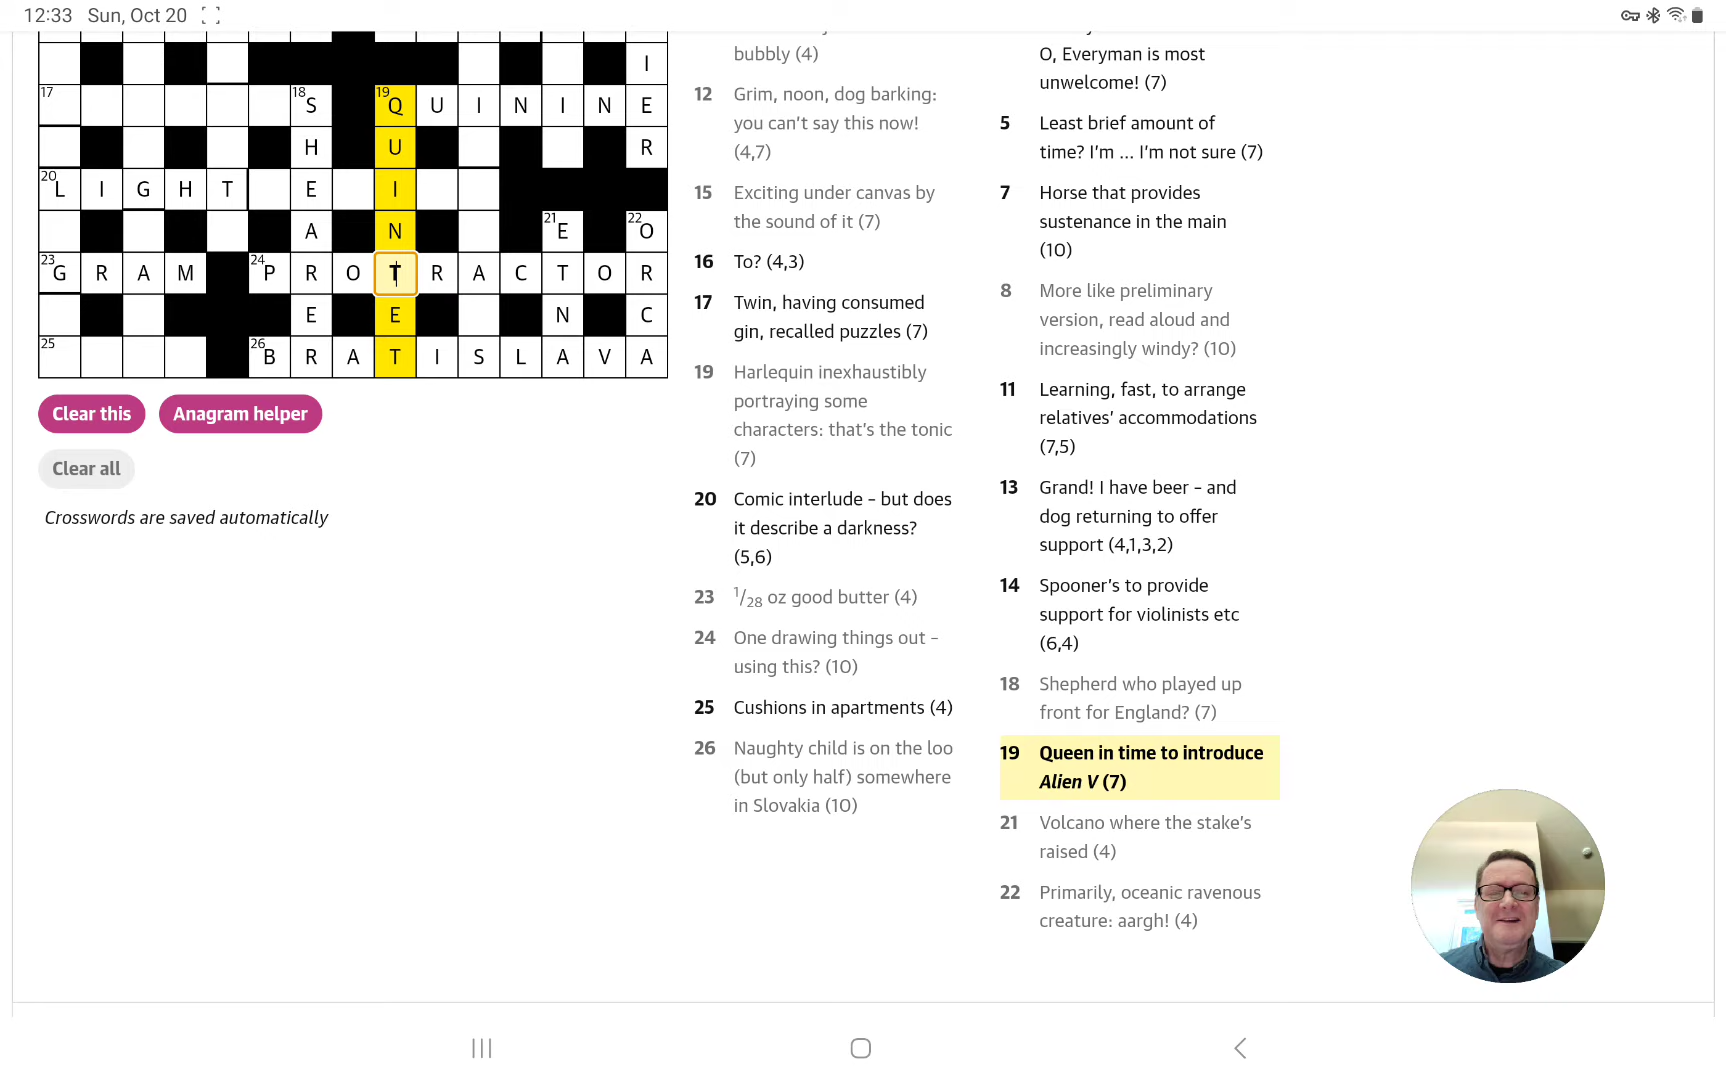 12:33 Sun, Oct 20
bubbly (4)
12 Grim, noon, dog barking:
you can't say this now!
(4,7)
15 Exciting under canvas by
the sound of it (7)
16 To? (4,3)
17 Twin, having consumed
gin, recalled puzzles (7)
19 Harlequin inexhaustibly
portraying some
characters: that's the tonic
(7)
20 Comic interlude – but does
it describe a darkness?
(5,6)
23 1/28 oz good butter (4)
24 One drawing things out –
using this? (10)
25 Cushions in apartments (4)
26 Naughty child is on the loo
(but only half) somewhere
in Slovakia (10)
O, Everyman is most
unwelcome! (7)
5 Least brief amount of
time? I'm ... I'm not sure (7)
7 Horse that provides
sustenance in the main
(10)
8 More like preliminary
version, read aloud and
increasingly windy? (10)
11 Learning, fast, to arrange
relatives' accommodations
(7,5)
13 Grand! I have beer – and
dog returning to offer
support (4,1,3,2)
14 Spooner's to provide
support for violinists etc
(6,4)
18 Shepherd who played up
front for England? (7)
19 Queen in time to introduce
Alien V (7)
21 Volcano where the stake's
raised (4)
22 Primarily, oceanic ravenous
creature: aargh! (4)
I
17 18 S 19 Q U I N I N E
H U R
20 L I G H T E I
A N 21 E 22 O
23 G R A M 24 P R O T R A C T O R
E E N C
25 26 B R A T I S L A V A
Clear this
Anagram helper
Clear all
Crosswords are saved automatically